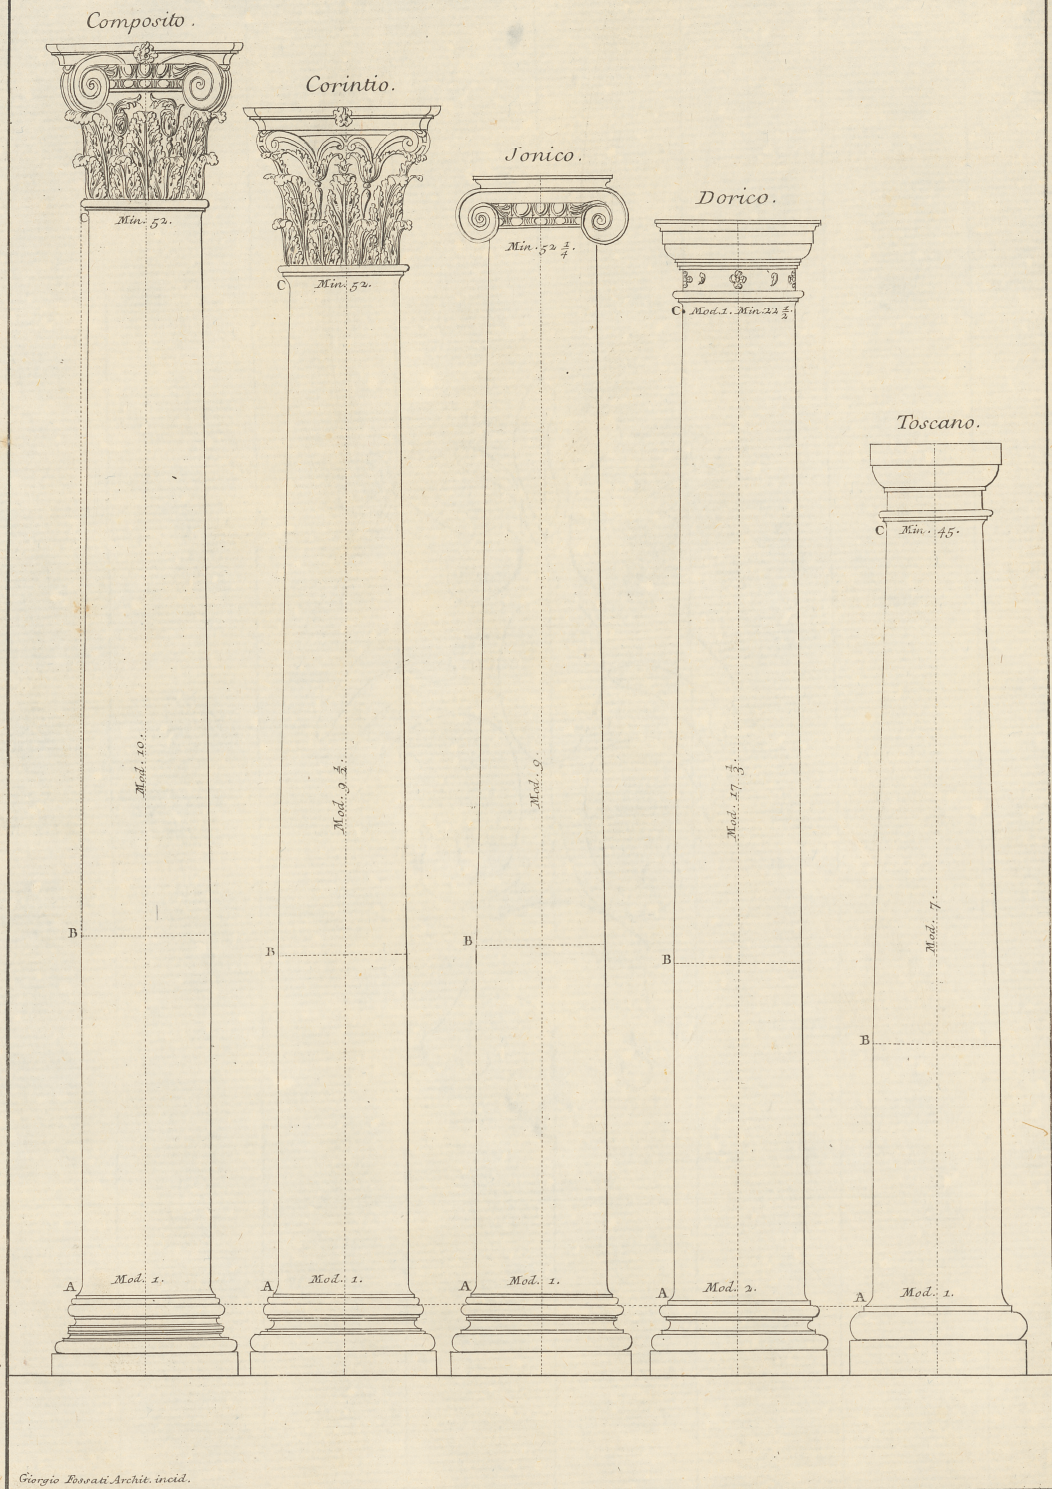 Composito.
C Min. 52.
Mod. 10.
B
A Mod. 1.
Corintio.
C Min. 52.
Mod. 9 1/2.
B
A Mod. 1.
Jonico.
Min. 52 1/4.
Mod. 9.
B
A Mod. 1.
Dorico.
C. Mod. 1. Min. 22 1/2.
Mod. 17 1/3.
B
A Mod. 2.
Toscano.
C Min. 45.
Mod. 7.
B
A Mod. 1.
Giorgio Fossati Archit. incid.